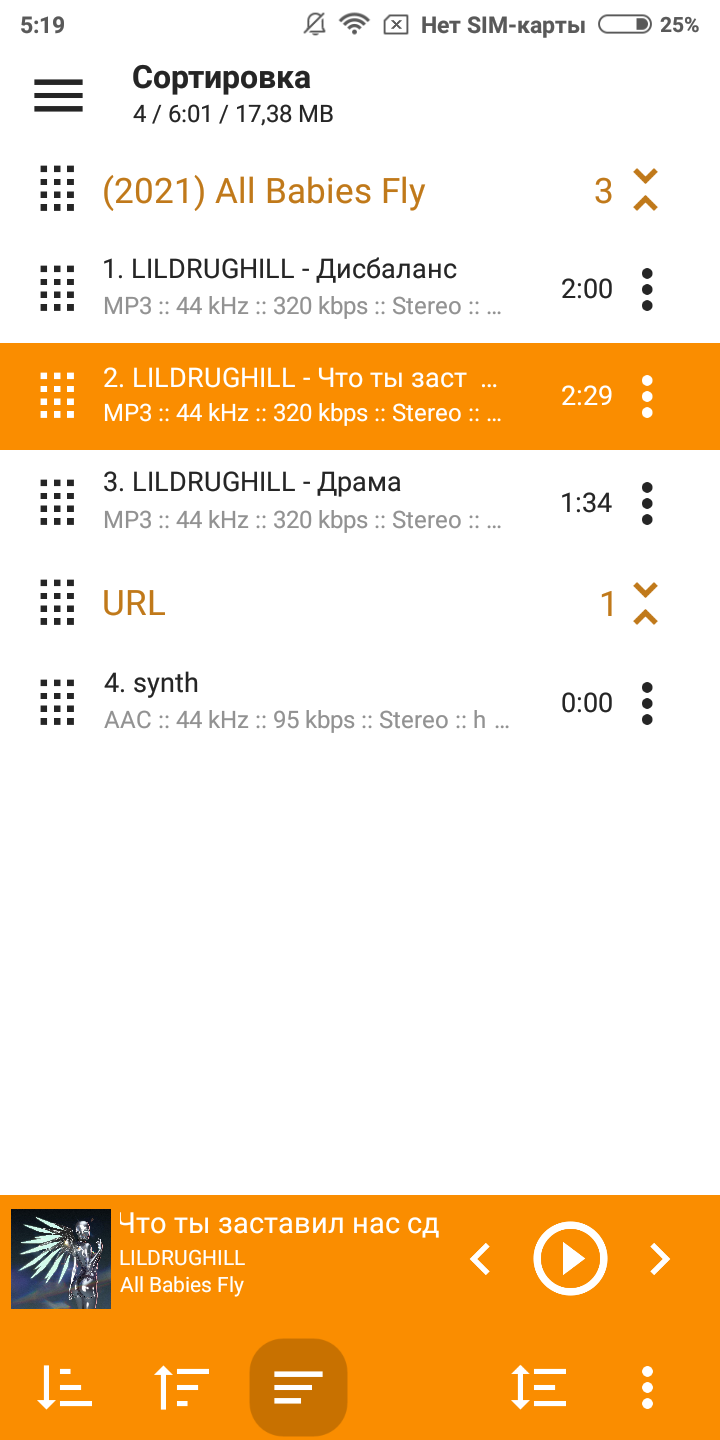 5:19 Нет SIM-карты 25%
Сортировка
4 / 6:01 / 17,38 MB
(2021) All Babies Fly 3
1. LILDRUGHILL - Дисбаланс
2:00
MP3 :: 44 kHz :: 320 kbps :: Stereo :: ...
2. LILDRUGHILL - Что ты заст ...
2:29
MP3 :: 44 kHz :: 320 kbps :: Stereo :: ...
3. LILDRUGHILL - Драма
1:34
MP3 :: 44 kHz :: 320 kbps :: Stereo :: ...
URL 1
4. synth
0:00
AAC :: 44 kHz :: 95 kbps :: Stereo :: h ...
Что ты заставил нас сд
LILDRUGHILL
All Babies Fly